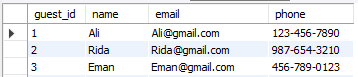 guest_id name email phone
1 Ali Ali@gmail.com 123-456-7890
2 Rida Rida@gmail.com 987-654-3210
3 Eman Eman@gmail.com 456-789-0123